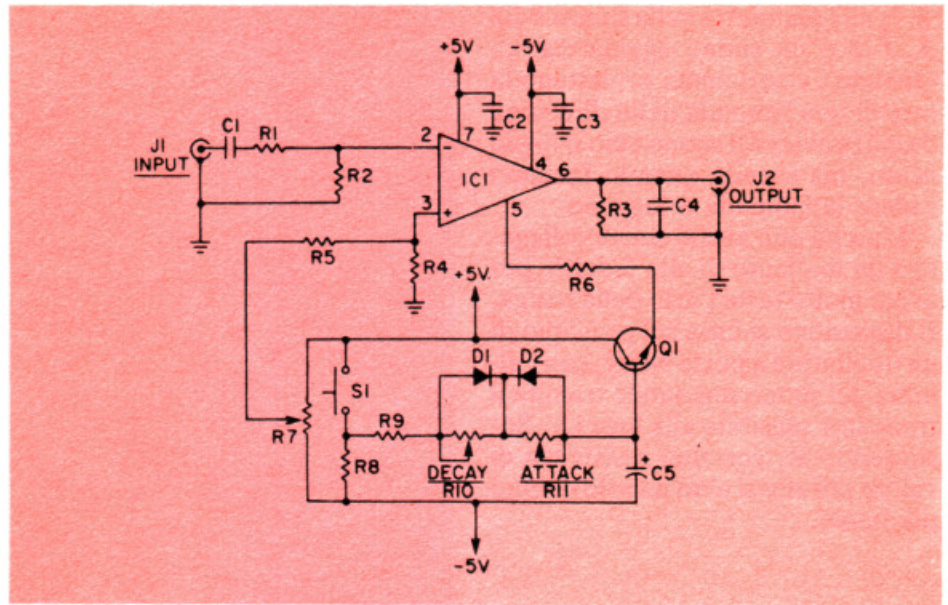 +5V
-5V
C2
C3
J1
INPUT
C1
R1
2
7
R2
IC1
4
6
J2
OUTPUT
R3
C4
3
5
R5
R4
+5V
R6
Q1
D1
D2
S1
R7
R9
R8
DECAY
R10
ATTACK
R11
+
C5
-5V